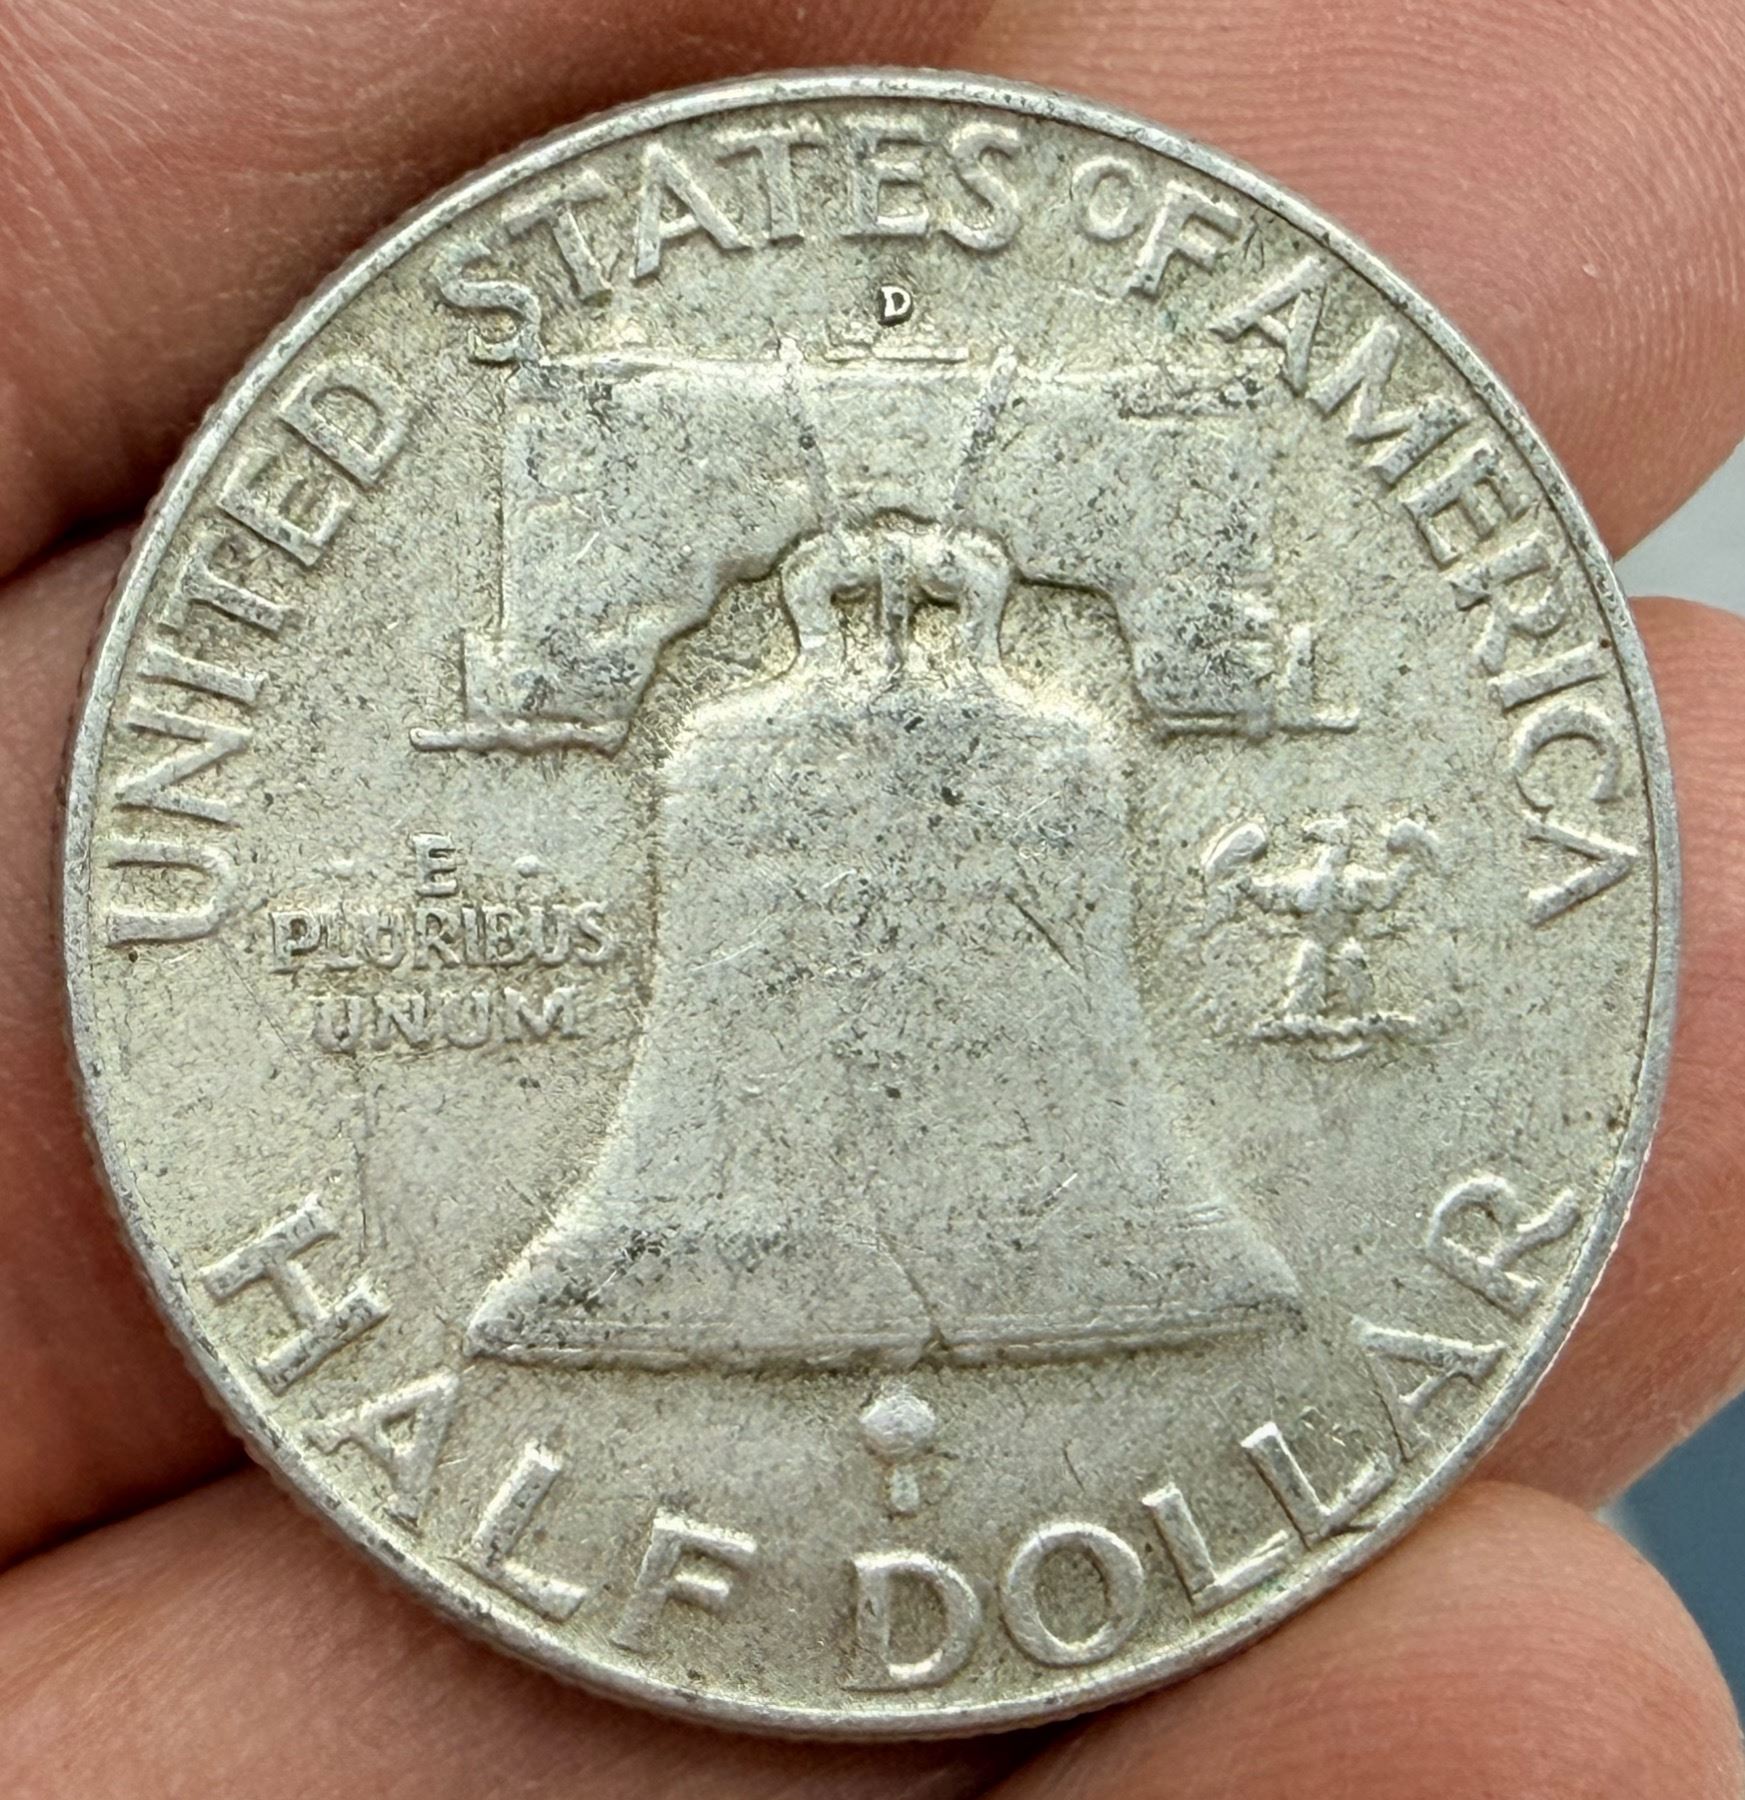 UNITED STATES OF AMERICA
D
· E ·
PLURIBUS
UNUM
HALF DOLLAR